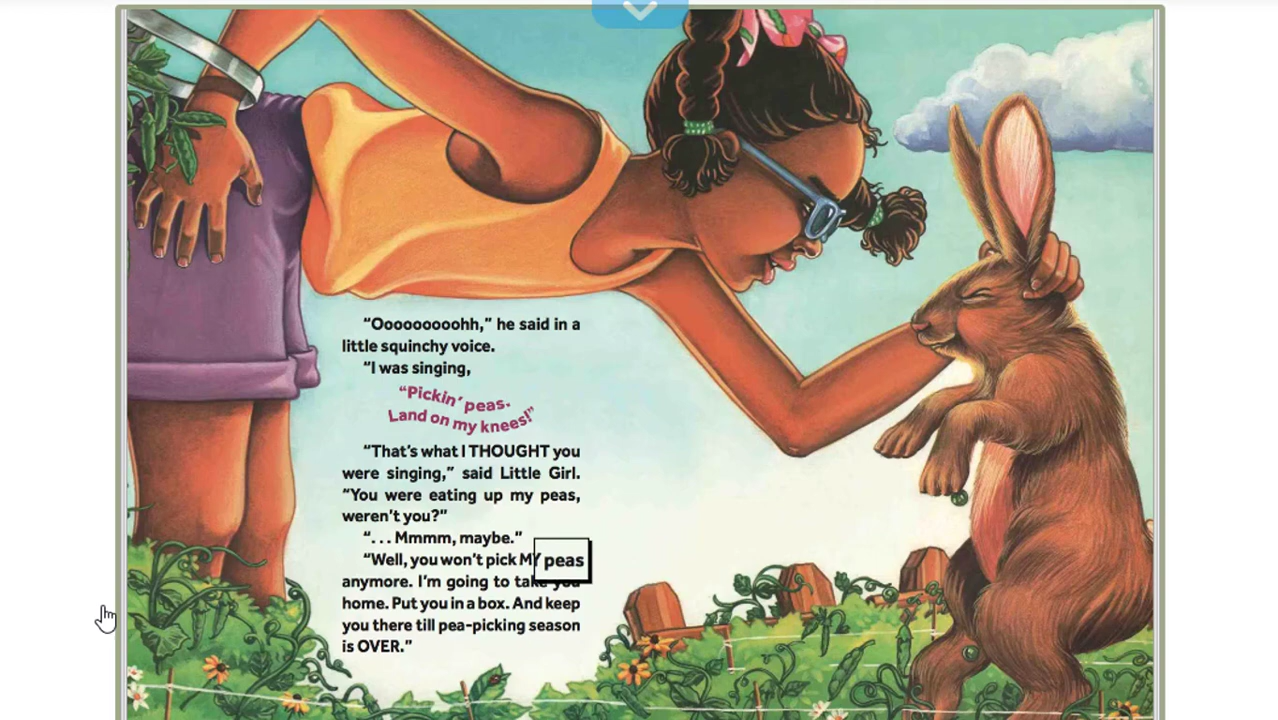 “Ooooooooohh,” he said in a
little squinchy voice.
“I was singing,
“Pickin’ peas.
Land on my knees!”
“That’s what I THOUGHT you
were singing,” said Little Girl.
“You were eating up my peas,
weren’t you?”
“. . . Mmmm, maybe.”
“Well, you won’t pick MY peas
anymore. I’m going to take you
home. Put you in a box. And keep
you there till pea-picking season
is OVER.”